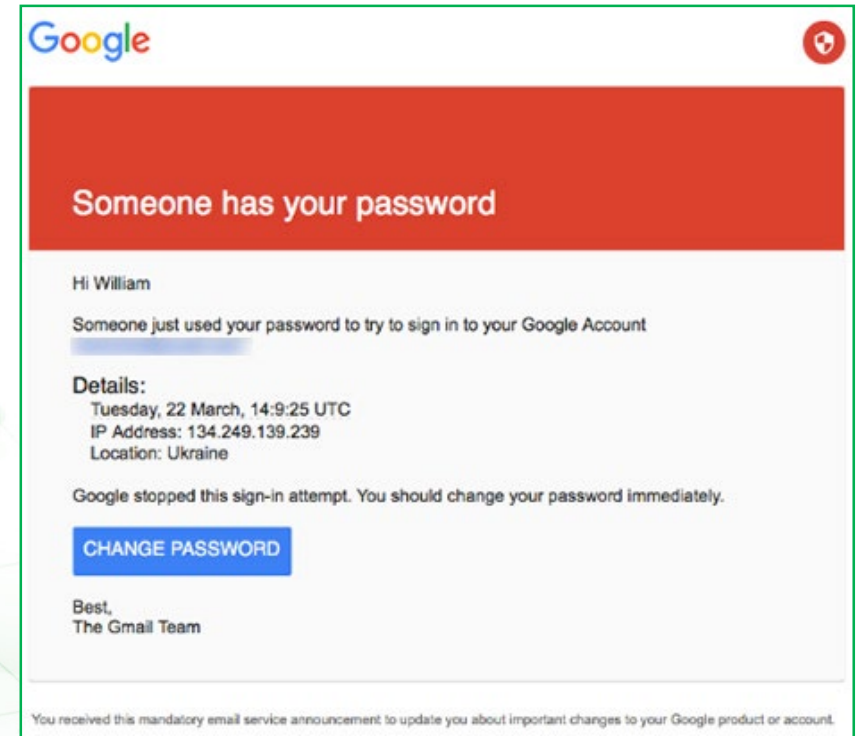 Google
Someone has your password
Hi William
Someone just used your password to try to sign in to your Google Account
Details:
Tuesday, 22 March, 14:9:25 UTC
IP Address: 134.249.139.239
Location: Ukraine
Google stopped this sign-in attempt. You should change your password immediately.
CHANGE PASSWORD
Best,
The Gmail Team
You received this mandatory email service announcement to update you about important changes to your Google product or account.